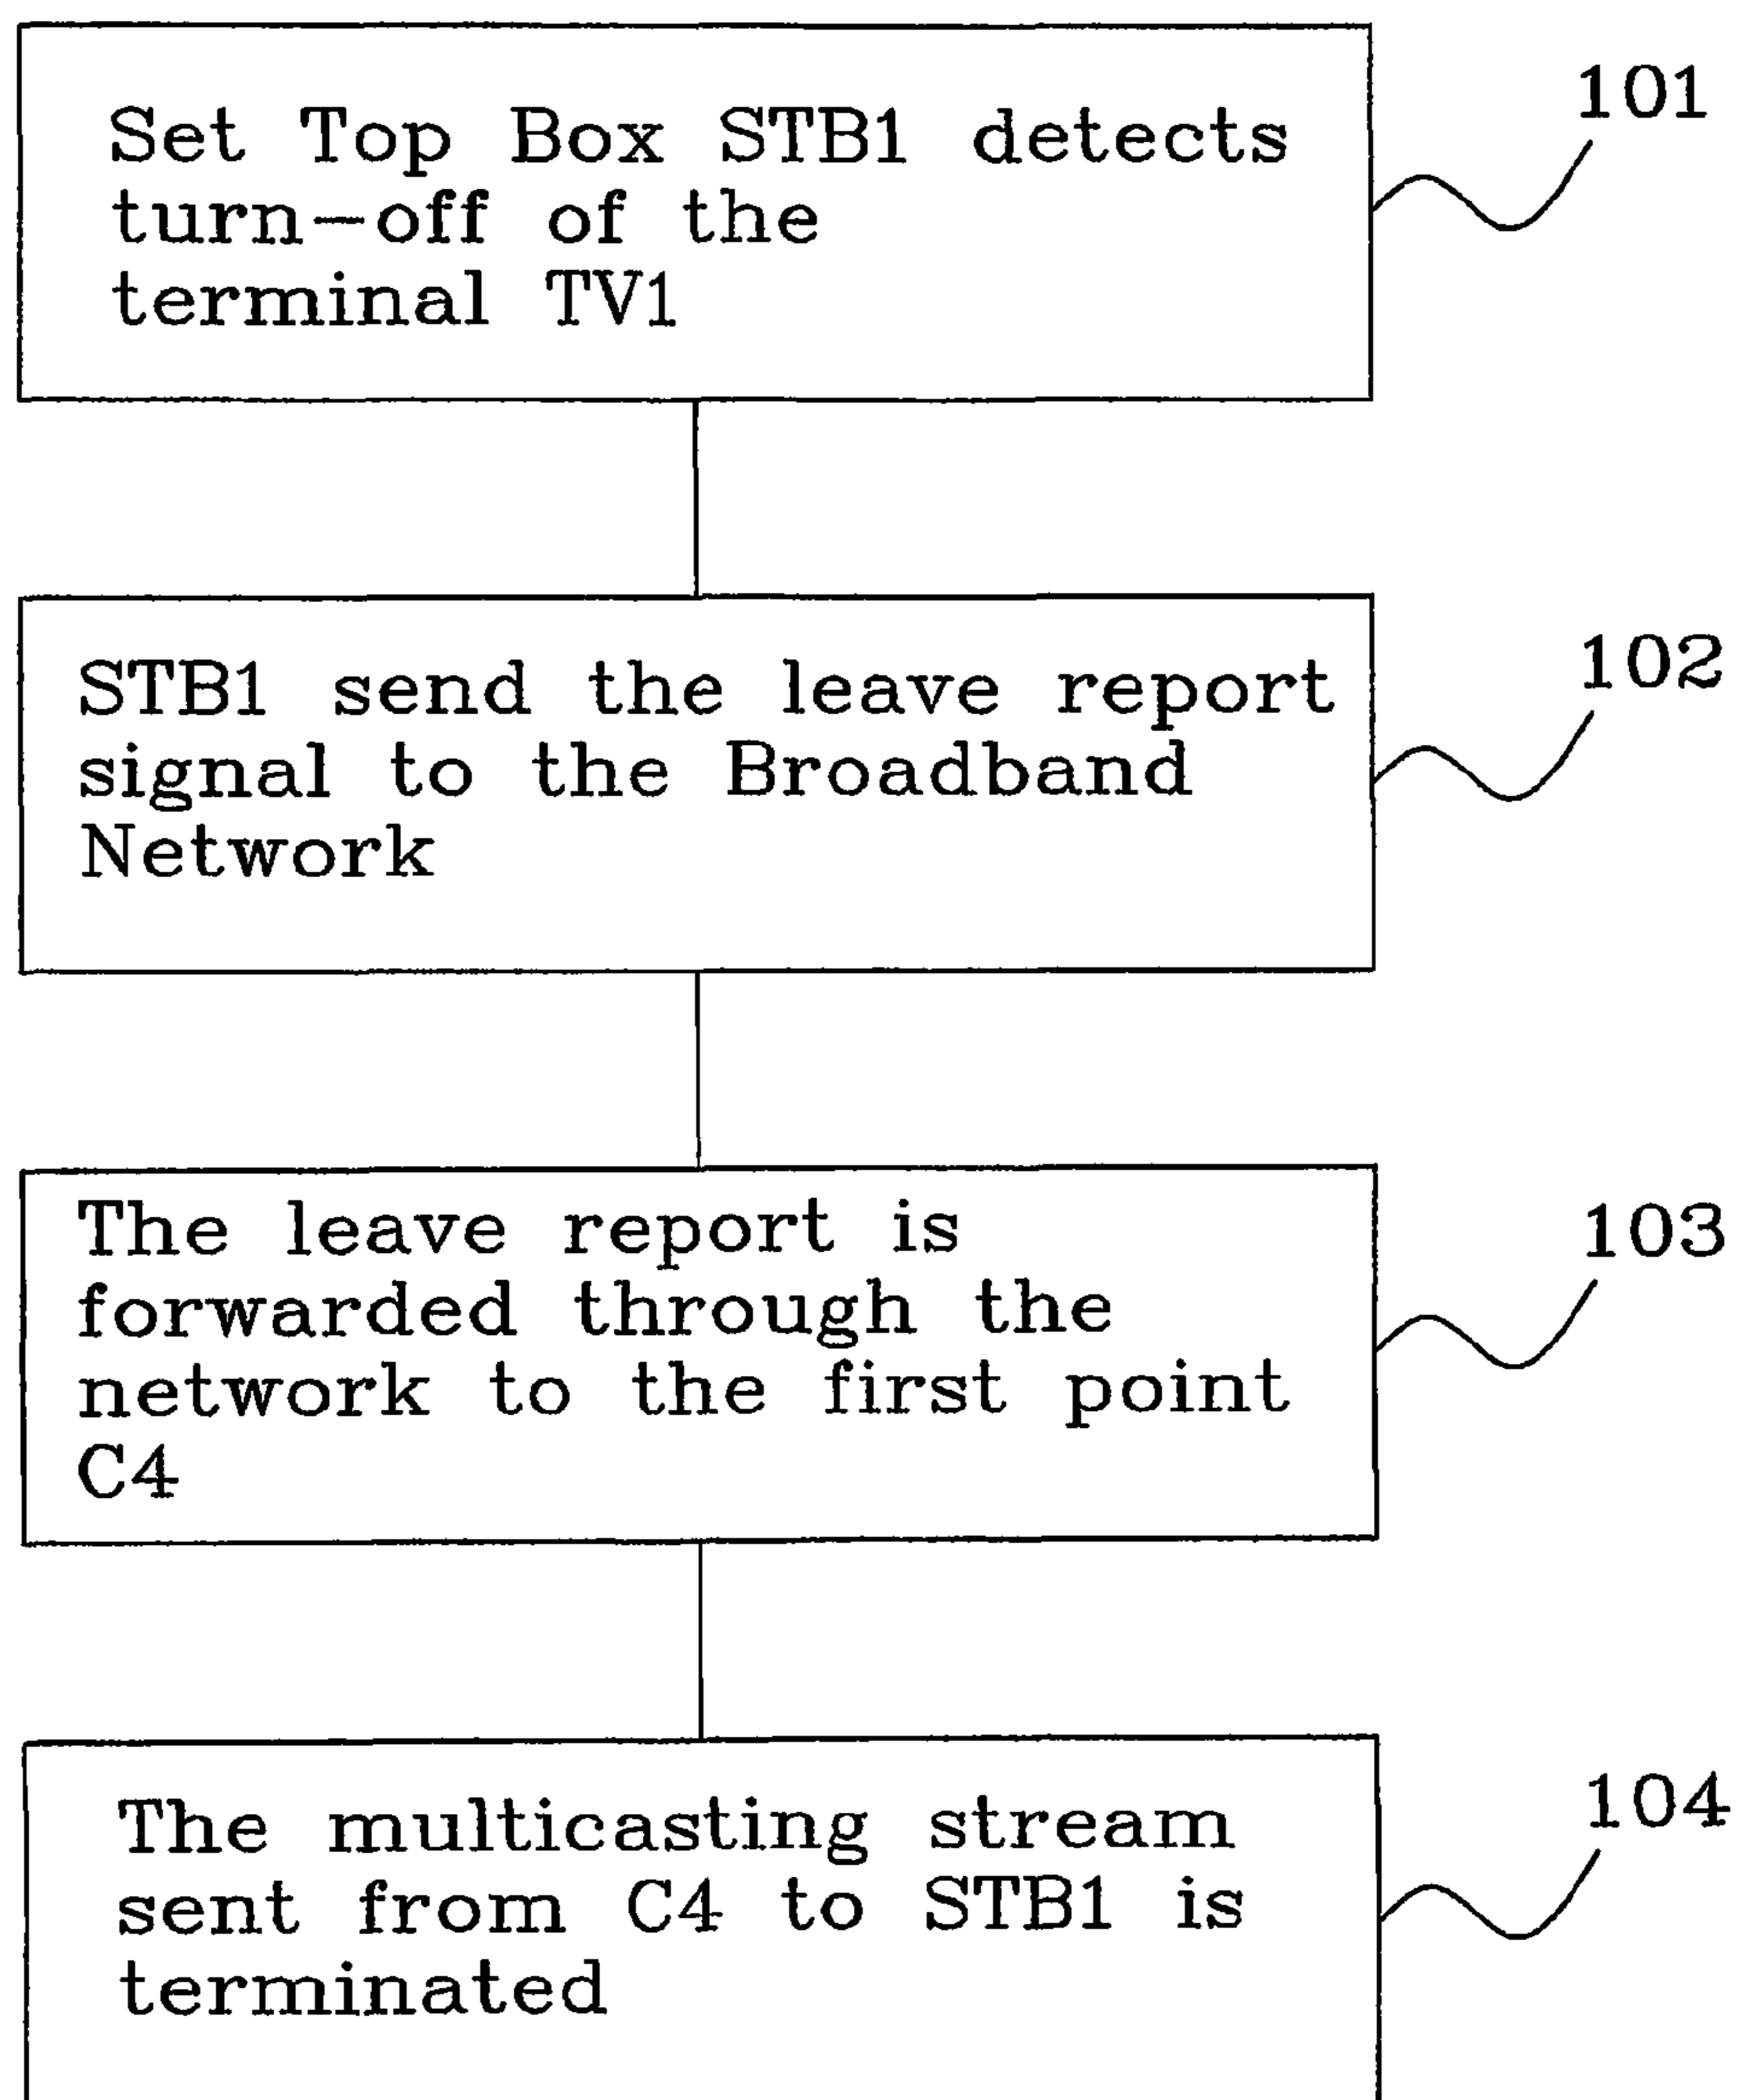 Set Top Box STB1 detects
turn-off of the
terminal TV1
101
STB1 send the leave report
signal to the Broadband
Network
102
The leave report is
forwarded through the
network to the first point
C4
103
The multicasting stream
sent from C4 to STB1 is
terminated
104